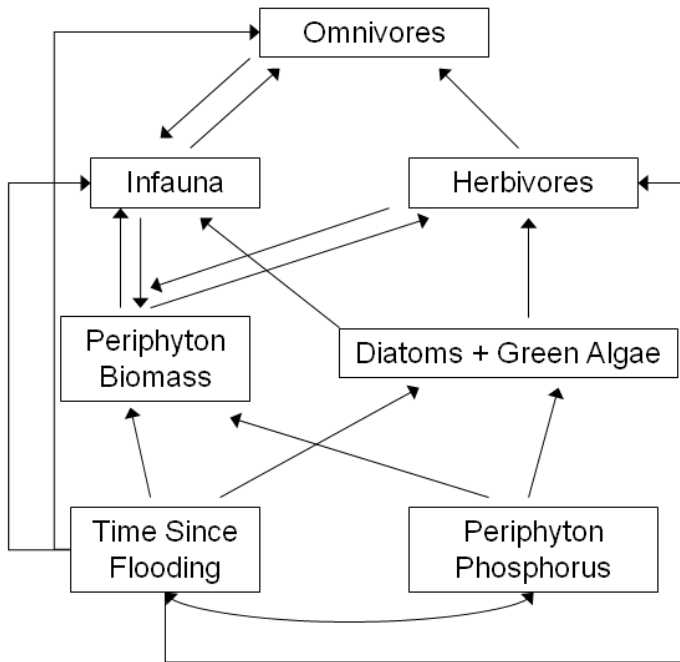 Omnivores
Infauna
Herbivores
Periphyton
Biomass
Diatoms + Green Algae
Time Since
Flooding
Periphyton
Phosphorus